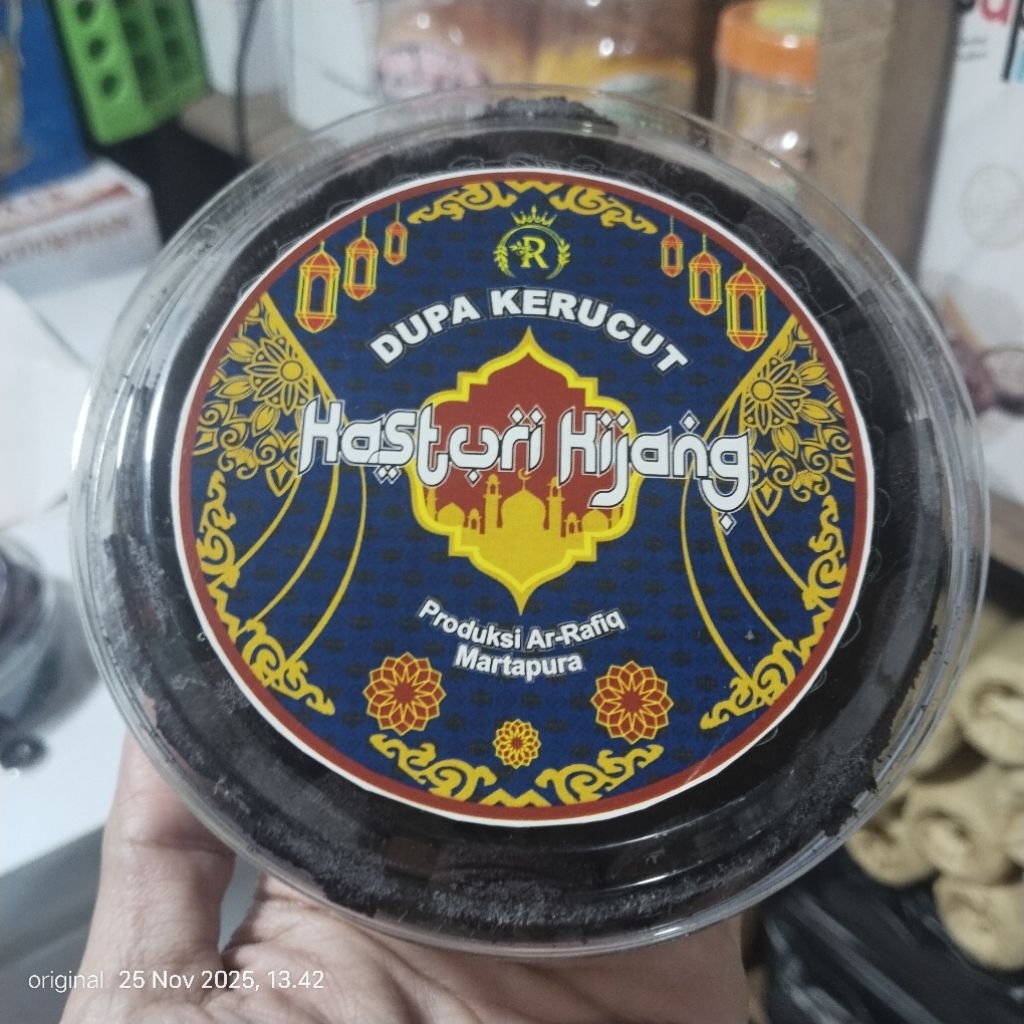 R
DUPA KERUCUT
Kasturi Kijang
Produksi Ar-Rafiq
Martapura
original 25 Nov 2025, 13.42